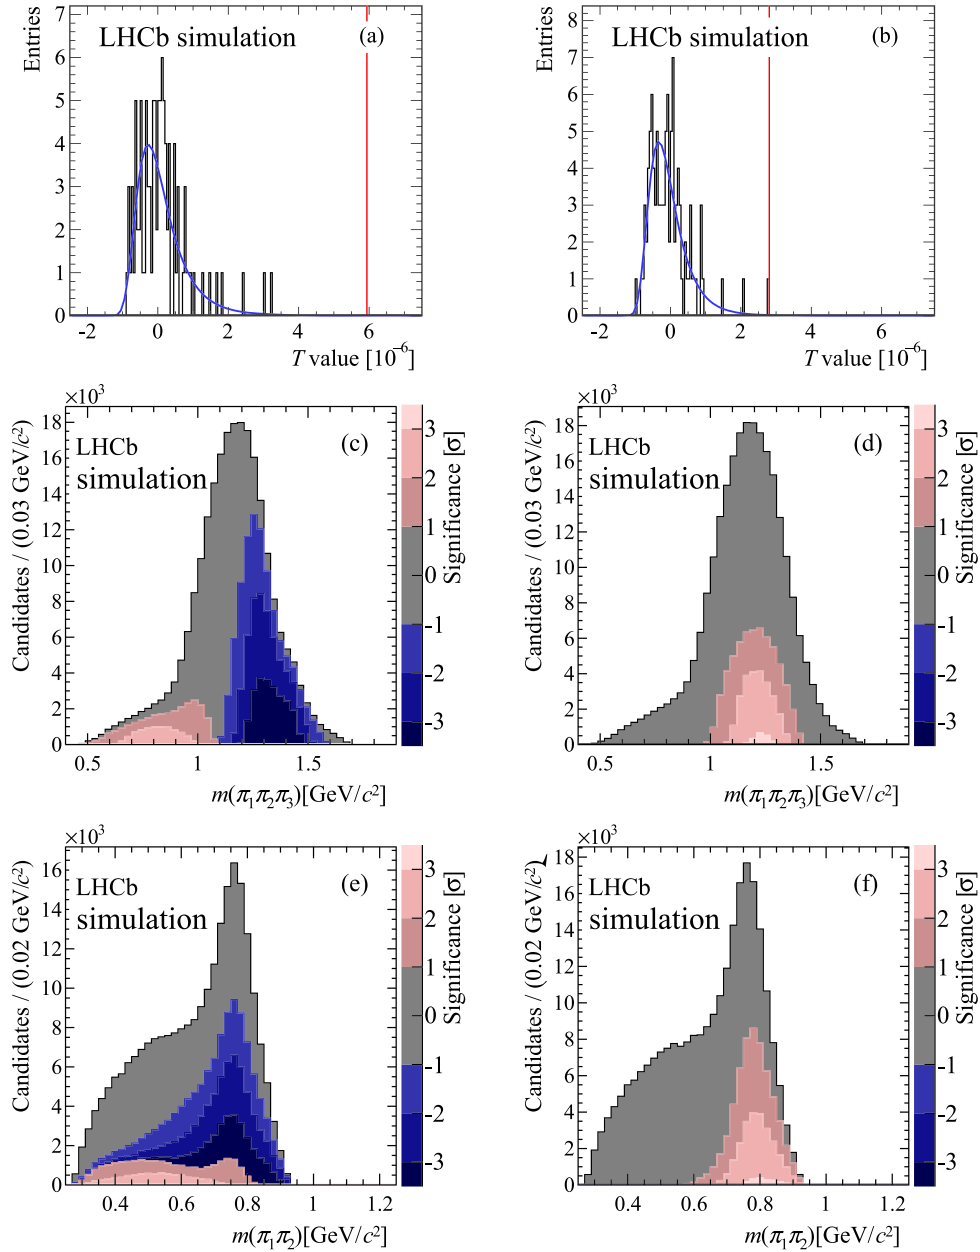 Entries
LHCb simulation (a)
7
6
5
4
3
2
1
0
-2 0 2 4 6
T value [10⁻⁶]
Entries
LHCb simulation (b)
8
7
6
5
4
3
2
1
0
-2 0 2 4 6
T value [10⁻⁶]
×10³
Candidates / (0.03 GeV/c²)
LHCb (c)
simulation
18
16
14
12
10
8
6
4
2
0
0.5 1 1.5
m(π₁π₂π₃)[GeV/c²]
Significance [σ]
3
2
1
0
-1
-2
-3
×10³
Candidates / (0.03 GeV/c²)
LHCb (d)
simulation
18
16
14
12
10
8
6
4
2
0
0.5 1 1.5
m(π₁π₂π₃)[GeV/c²]
Significance [σ]
3
2
1
0
-1
-2
-3
×10³
Candidates / (0.02 GeV/c²)
LHCb (e)
simulation
16
14
12
10
8
6
4
2
0
0.4 0.6 0.8 1 1.2
m(π₁π₂)[GeV/c²]
Significance [σ]
3
2
1
0
-1
-2
-3
×10³
Candidates / (0.02 GeV/c²)
LHCb (f)
simulation
18
16
14
12
10
8
6
4
2
0
0.4 0.6 0.8 1 1.2
m(π₁π₂)[GeV/c²]
Significance [σ]
3
2
1
0
-1
-2
-3